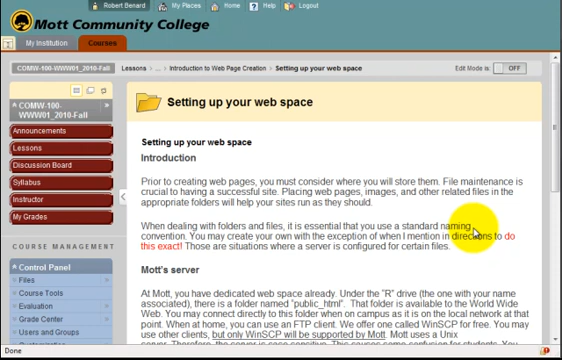 Robert Benard My Places Home Help Logout
Mott Community College
My Institution Courses
COMW-100-WWW01_2010-Fall Lessons > ... > Introduction to Web Page Creation > Setting up your web space Edit Mode is: OFF
COMW-100-
WWW01_2010-Fall
Announcements
Lessons
Discussion Board
Syllabus
Instructor
My Grades
COURSE MANAGEMENT
Control Panel
Files
Course Tools
Evaluation
Grade Center
Users and Groups
Setting up your web space
Setting up your web space
Introduction
Prior to creating web pages, you must consider where you will store them. File maintenance is
crucial to having a successful site. Placing web pages, images, and other related files in the
appropriate folders will help your sites run as they should.
When dealing with folders and files, it is essential that you use a standard naming
convention. You may create your own with the exception of when I mention in directions to do
this exact! Those are situations where a server is configured for certain files.
Mott's server
At Mott, you have dedicated web space already. Under the "R" drive (the one with your name
associated), there is a folder named "public_html". That folder is available to the World Wide
Web. You may connect directly to this folder when on campus as it is on the local network at that
point. When at home, you can use an FTP client. We offer one called WinSCP for free. You may
use other clients, but only WinSCP will be supported by Mott. Mott uses a Unix
Done